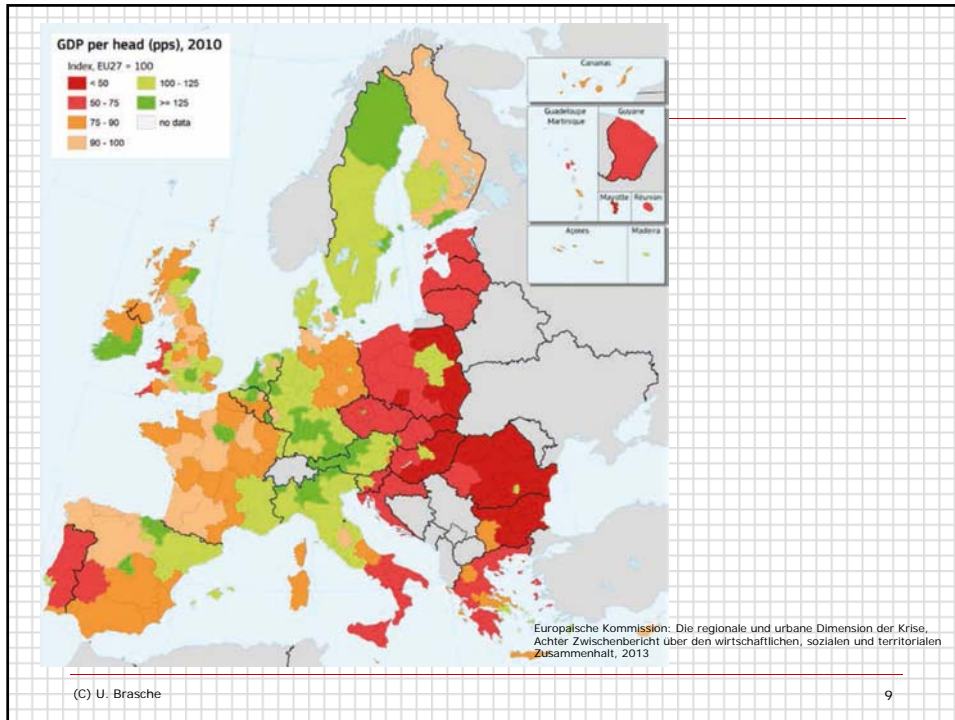 GDP per head (pps), 2010
Index, EU27 = 100
< 50
50 - 75
75 - 90
90 - 100
100 - 125
>= 125
no data
Canarias
Guadeloupe
Martinique
Guyane
Mayotte
Réunion
Açores
Madeira
Europäische Kommission: Die regionale und urbane Dimension der Krise,
Achter Zwischenbericht über den wirtschaftlichen, sozialen und territorialen
Zusammenhalt, 2013
(C) U. Brasche
9